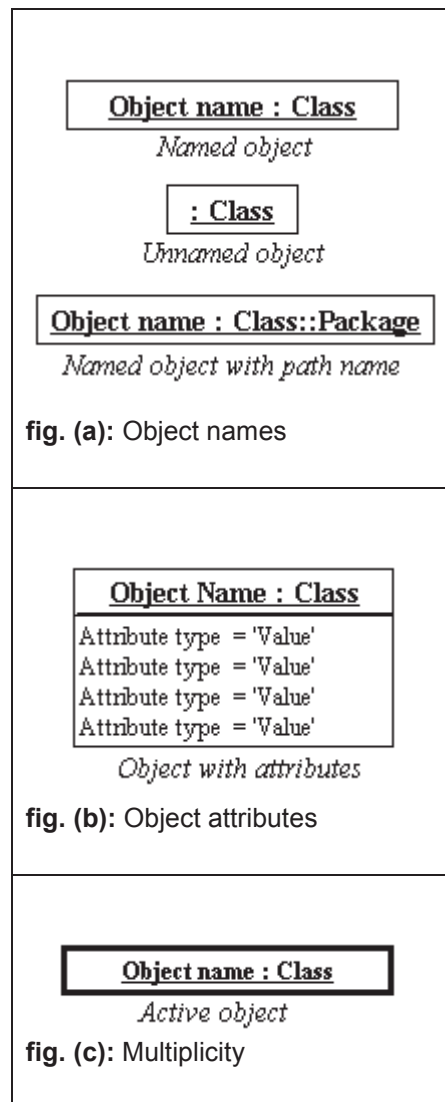 Object name : Class
Named object
: Class
Unnamed object
Object name : Class::Package
Named object with path name
fig. (a): Object names
Object Name : Class
Attribute type = 'Value'
Attribute type = 'Value'
Attribute type = 'Value'
Attribute type = 'Value'
Object with attributes
fig. (b): Object attributes
Object name : Class
Active object
fig. (c): Multiplicity